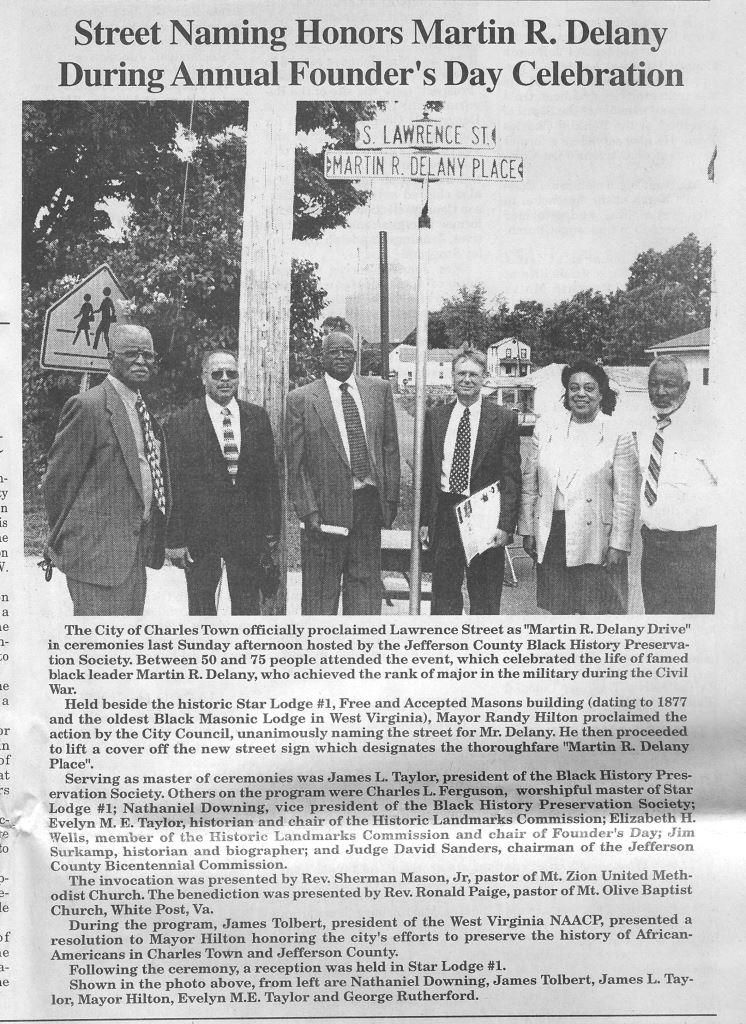 Street Naming Honors Martin R. Delany
During Annual Founder's Day Celebration
S. LAWRENCE ST.
MARTIN R. DELANY PLACE
The City of Charles Town officially proclaimed Lawrence Street as "Martin R. Delany Drive"
in ceremonies last Sunday afternoon hosted by the Jefferson County Black History Preserva-
tion Society. Between 50 and 75 people attended the event, which celebrated the life of famed
black leader Martin R. Delany, who achieved the rank of major in the military during the Civil
War.
Held beside the historic Star Lodge #1, Free and Accepted Masons building (dating to 1877
and the oldest Black Masonic Lodge in West Virginia), Mayor Randy Hilton proclaimed the
action by the City Council, unanimously naming the street for Mr. Delany. He then proceeded
to lift a cover off the new street sign which designates the thoroughfare "Martin R. Delany
Place".
Serving as master of ceremonies was James L. Taylor, president of the Black History Pres-
ervation Society. Others on the program were Charles L. Ferguson, worshipful master of Star
Lodge #1; Nathaniel Downing, vice president of the Black History Preservation Society;
Evelyn M. E. Taylor, historian and chair of the Historic Landmarks Commission; Elizabeth H.
Wells, member of the Historic Landmarks Commission and chair of Founder's Day; Jim
Surkamp, historian and biographer; and Judge David Sanders, chairman of the Jefferson
County Bicentennial Commission.
The invocation was presented by Rev. Sherman Mason, Jr, pastor of Mt. Zion United Meth-
odist Church. The benediction was presented by Rev. Ronald Paige, pastor of Mt. Olive Baptist
Church, White Post, Va.
During the program, James Tolbert, president of the West Virginia NAACP, presented a
resolution to Mayor Hilton honoring the city's efforts to preserve the history of African-
Americans in Charles Town and Jefferson County.
Following the ceremony, a reception was held in Star Lodge #1.
Shown in the photo above, from left are Nathaniel Downing, James Tolbert, James L. Tay-
lor, Mayor Hilton, Evelyn M.E. Taylor and George Rutherford.